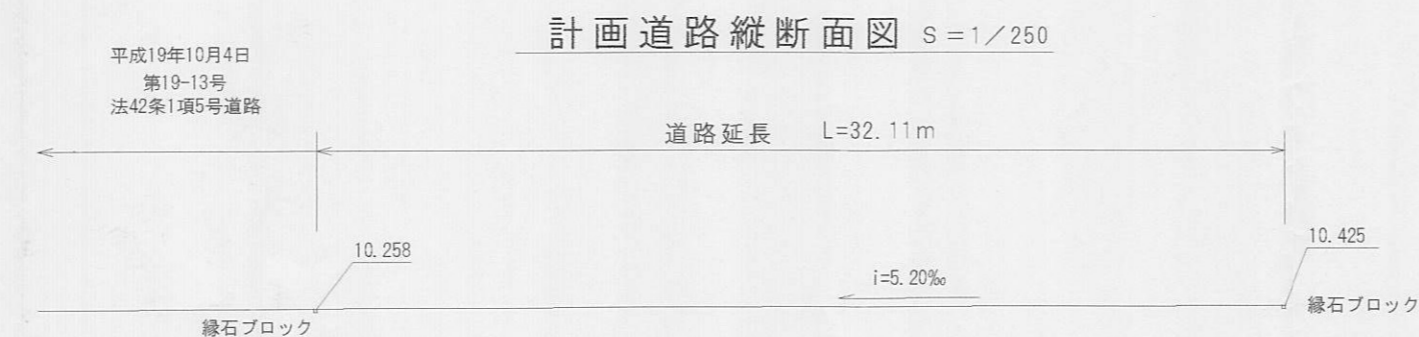 計画道路縦断面図 S=1/250
平成19年10月4日
第19-13号
法42条1項5号道路
道路延長 L=32.11m
10.258
10.425
i=5.20‰
縁石ブロック
縁石ブロック